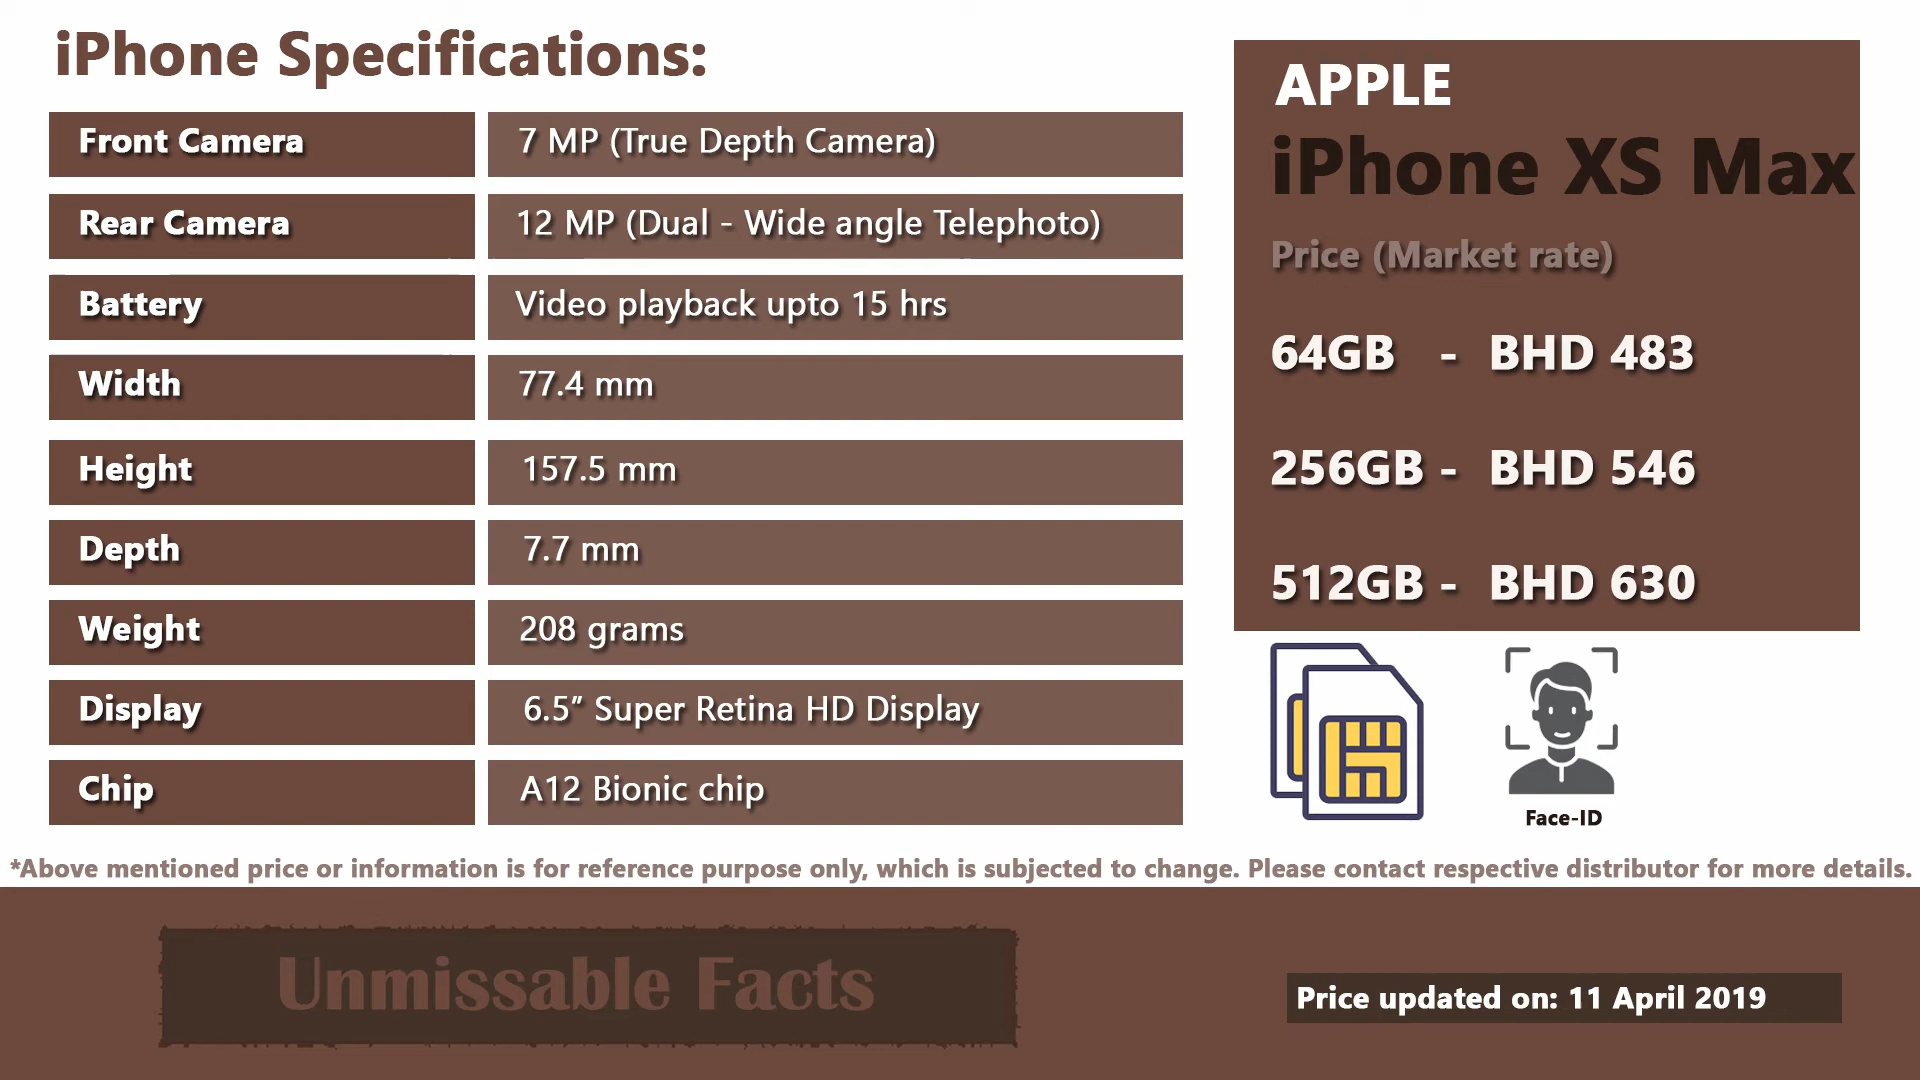 iPhone Specifications:
Front Camera 7 MP (True Depth Camera)
Rear Camera 12 MP (Dual - Wide angle Telephoto)
Battery Video playback upto 15 hrs
Width 77.4 mm
Height 157.5 mm
Depth 7.7 mm
Weight 208 grams
Display 6.5” Super Retina HD Display
Chip A12 Bionic chip
APPLE
iPhone XS Max
Price (Market rate)
64GB - BHD 483
256GB - BHD 546
512GB - BHD 630
Face-ID
*Above mentioned price or information is for reference purpose only, which is subjected to change. Please contact respective distributor for more details.
Unmissable Facts
Price updated on: 11 April 2019